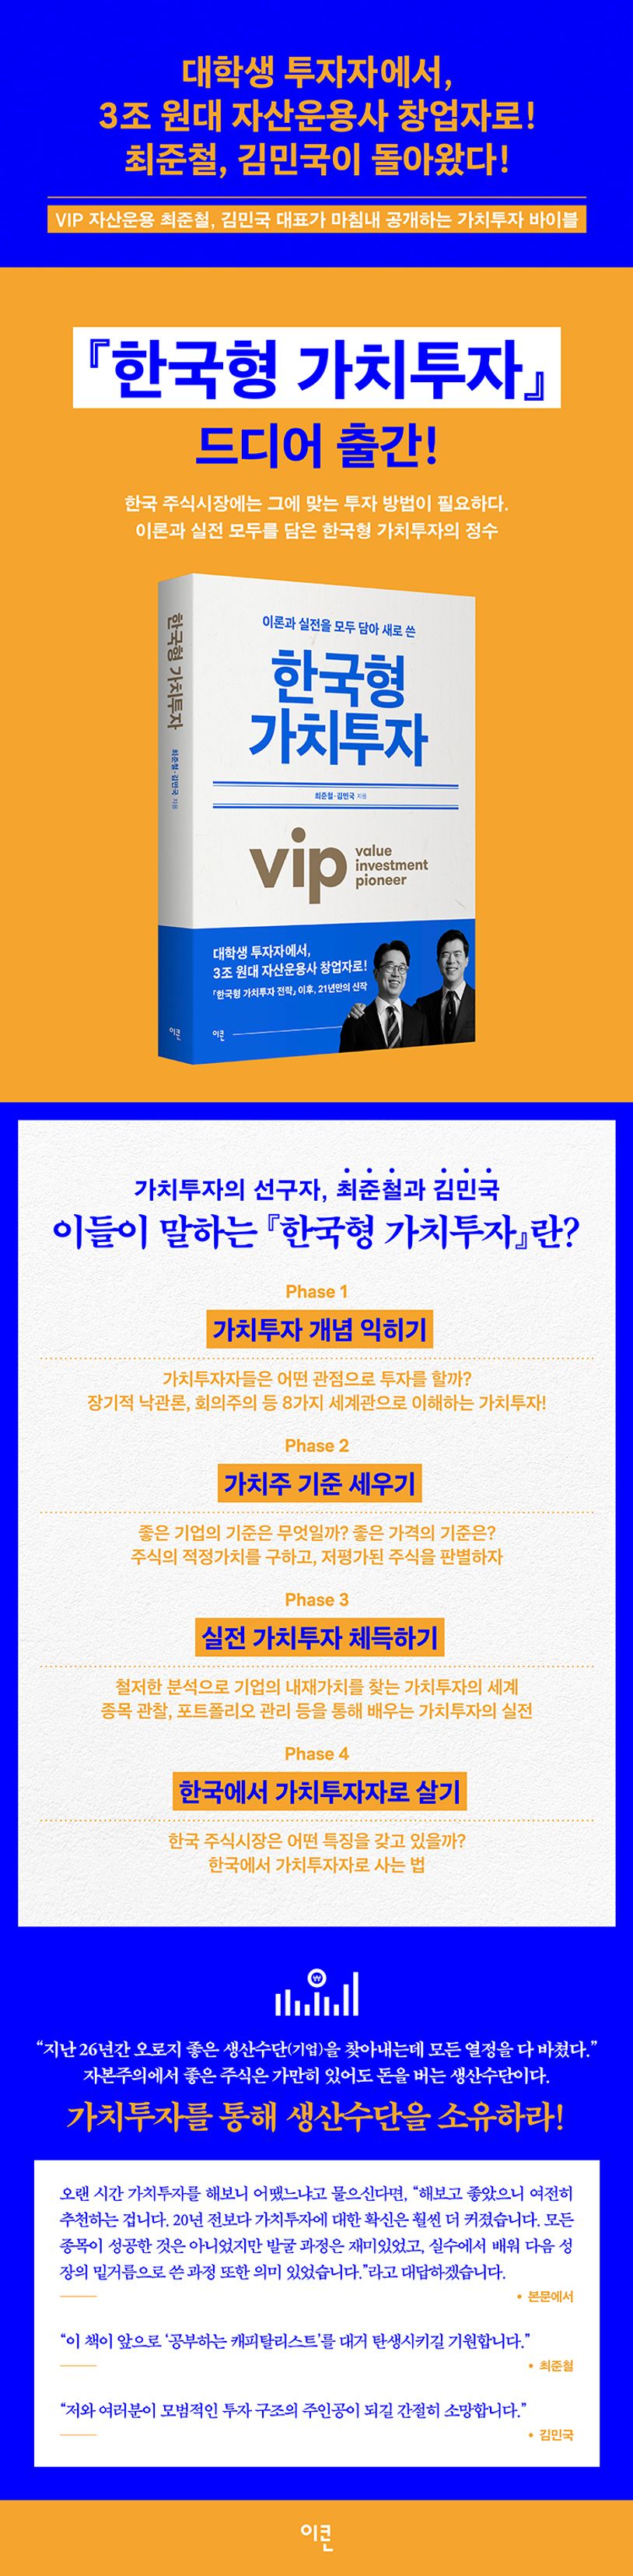 대학생 투자자에서,
3조 원대 자산운용사 창업자로!
최준철, 김민국이 돌아왔다!
VIP 자산운용 최준철, 김민국 대표가 마침내 공개하는 가치투자 바이블
『한국형 가치투자』
드디어 출간!
한국 주식시장에는 그에 맞는 투자 방법이 필요하다.
이론과 실전 모두를 담은 한국형 가치투자의 정수
한국형 가치투자
최준철·김민국 지음
이콘
이론과 실전을 모두 담아 새로 쓴
한국형
가치투자
최준철·김민국 지음
vip
value
investment
pioneer
대학생 투자자에서,
3조 원대 자산운용사 창업자로!
『한국형 가치투자 전략』 이후, 21년만의 신작
이콘
가치투자의 선구자, 최준철과 김민국
이들이 말하는 『한국형 가치투자』란?
Phase 1
가치투자 개념 익히기
가치투자자들은 어떤 관점으로 투자를 할까?
장기적 낙관론, 회의주의 등 8가지 세계관으로 이해하는 가치투자!
Phase 2
가치주 기준 세우기
좋은 기업의 기준은 무엇일까? 좋은 가격의 기준은?
주식의 적정가치를 구하고, 저평가된 주식을 판별하자
Phase 3
실전 가치투자 체득하기
철저한 분석으로 기업의 내재가치를 찾는 가치투자의 세계
종목 관찰, 포트폴리오 관리 등을 통해 배우는 가치투자의 실전
Phase 4
한국에서 가치투자자로 살기
한국 주식시장은 어떤 특징을 갖고 있을까?
한국에서 가치투자자로 사는 법
₩
“지난 26년간 오로지 좋은 생산수단(기업)을 찾아내는데 모든 열정을 다 바쳤다.”
자본주의에서 좋은 주식은 가만히 있어도 돈을 버는 생산수단이다.
가치투자를 통해 생산수단을 소유하라!
오랜 시간 가치투자를 해보니 어땠느냐고 물으신다면, “해보고 좋았으니 여전히
추천하는 겁니다. 20년 전보다 가치투자에 대한 확신은 훨씬 더 커졌습니다. 모든
종목이 성공한 것은 아니었지만 발굴 과정은 재미있었고, 실수에서 배워 다음 성
장의 밑거름으로 쓴 과정 또한 의미 있었습니다.”라고 대답하겠습니다.
• 본문에서
“이 책이 앞으로 ‘공부하는 캐피탈리스트’를 대거 탄생시키길 기원합니다.”
• 최준철
“저와 여러분이 모범적인 투자 구조의 주인공이 되길 간절히 소망합니다.”
• 김민국
이콘